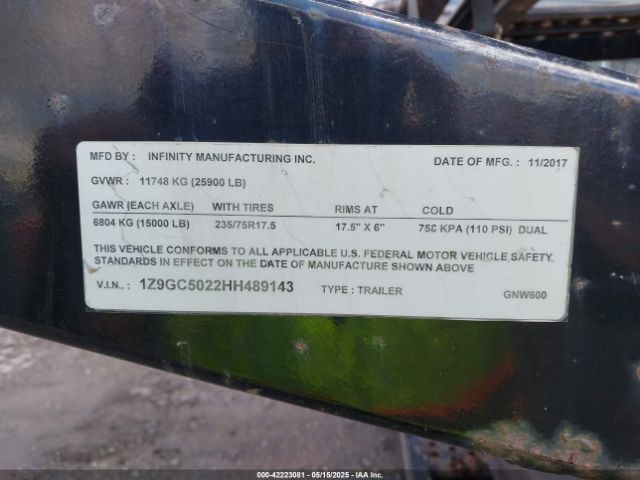 MFD BY : INFINITY MANUFACTURING INC. DATE OF MFG. : 11/2017
GVWR : 11748 KG (25900 LB)
GAWR (EACH AXLE) WITH TIRES RIMS AT COLD
6804 KG (15000 LB) 235/75R17.5 17.5" X 6" 758 KPA (110 PSI) DUAL
THIS VEHICLE CONFORMS TO ALL APPLICABLE U.S. FEDERAL MOTOR VEHICLE SAFETY
STANDARDS IN EFFECT ON THE DATE OF MANUFACTURE SHOWN ABOVE
V.I.N.. : 1Z9GC5022HH489143 TYPE : TRAILER GNW600
000-42223081 - 05/15/2025 - IAAI.COM